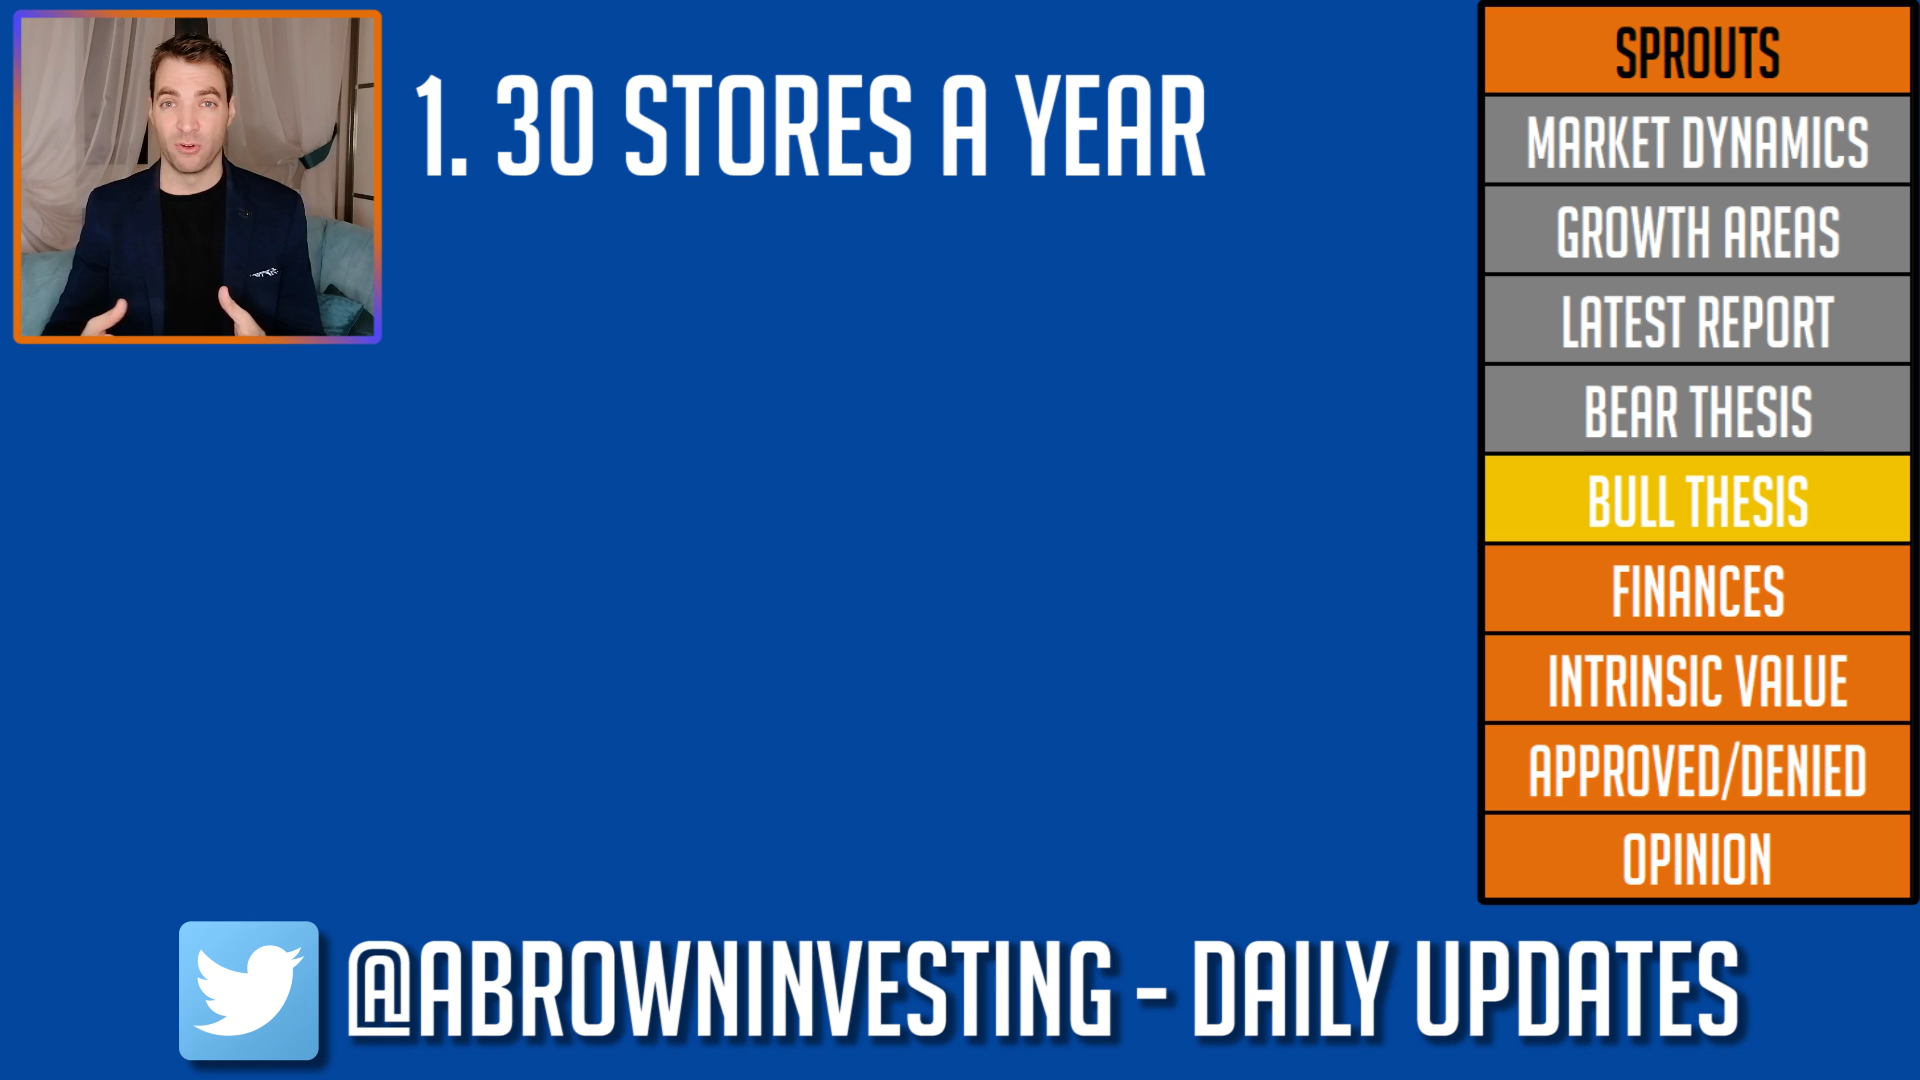 1. 30 STORES A YEAR
SPROUTS
MARKET DYNAMICS
GROWTH AREAS
LATEST REPORT
BEAR THESIS
BULL THESIS
FINANCES
INTRINSIC VALUE
APPROVED/DENIED
OPINION
@ABROWNINVESTING - DAILY UPDATES